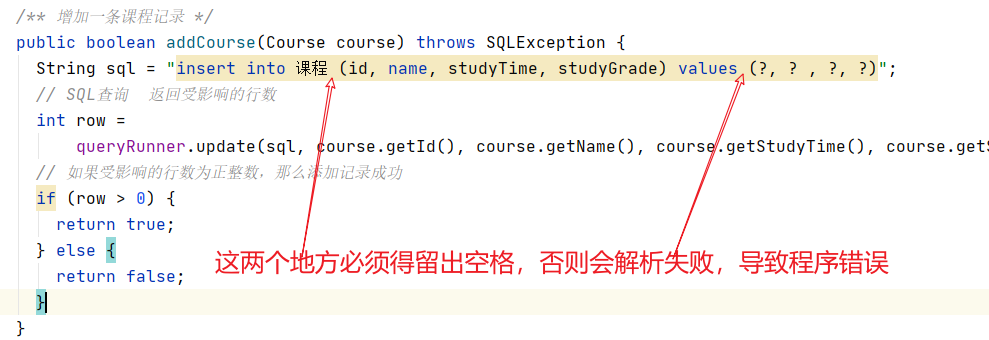 /** 增加一条课程记录 */
public boolean addCourse(Course course) throws SQLException {
String sql = "insert into 课程 (id, name, studyTime, studyGrade) values (?, ? , ?, ?)";
// SQL查询  返回受影响的行数
int row =
queryRunner.update(sql, course.getId(), course.getName(), course.getStudyTime(), course.getS
// 如果受影响的行数为正整数，那么添加记录成功
if (row > 0) {
return true;
} else {
这两个地方必须得留出空格，否则会解析失败，导致程序错误
return false;
}
}